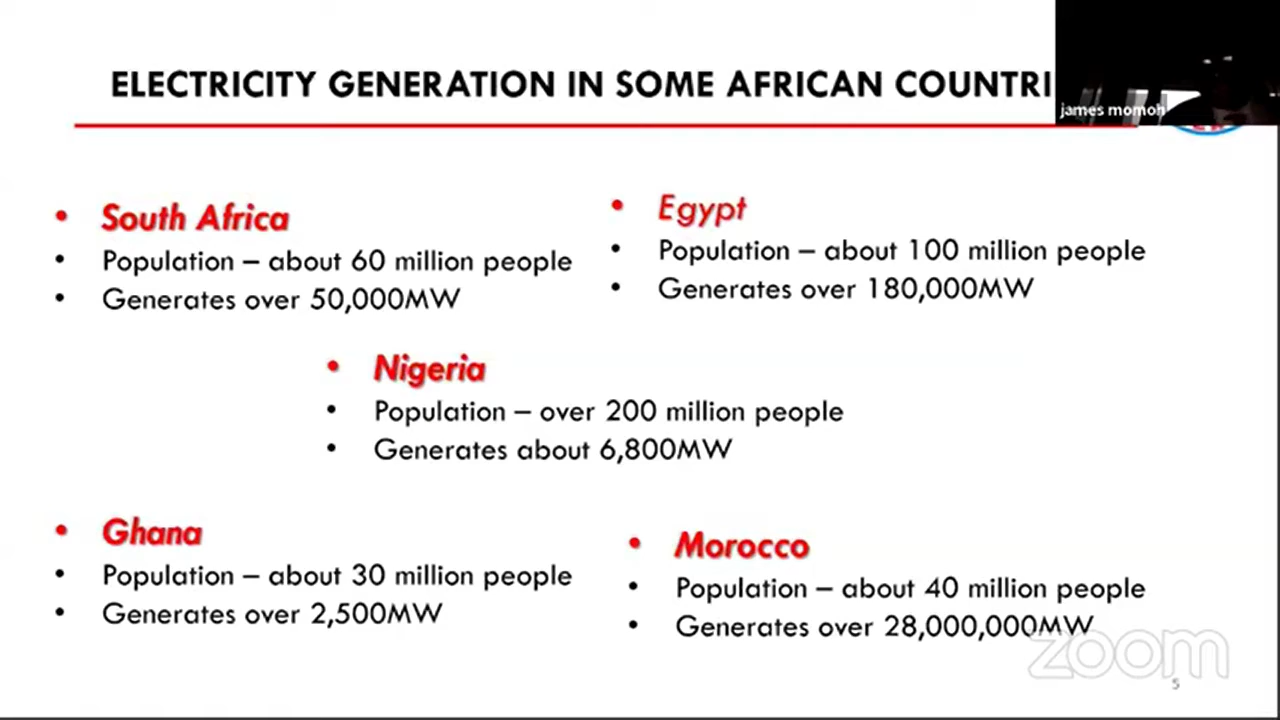 ELECTRICITY GENERATION IN SOME AFRICAN COUNTRI
james momoh
• South Africa
• Population – about 60 million people
• Generates over 50,000MW
• Egypt
• Population – about 100 million people
• Generates over 180,000MW
• Nigeria
• Population – over 200 million people
• Generates about 6,800MW
• Ghana
• Population – about 30 million people
• Generates over 2,500MW
• Morocco
• Population – about 40 million people
• Generates over 28,000,000MW
zoom
5